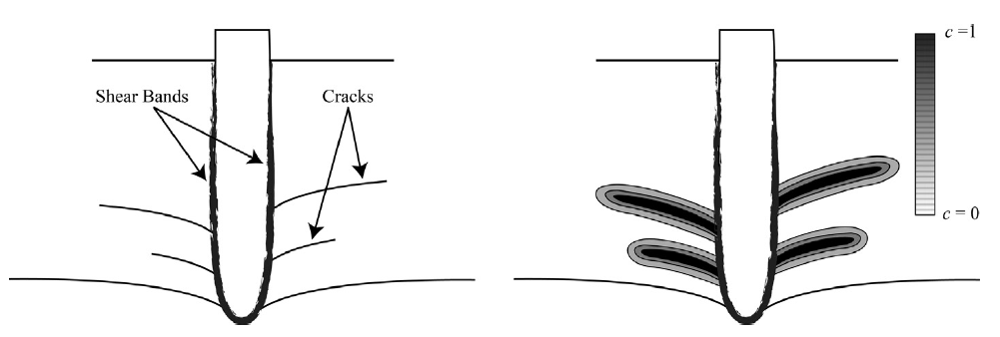 Shear Bands
Cracks
c =1
c = 0